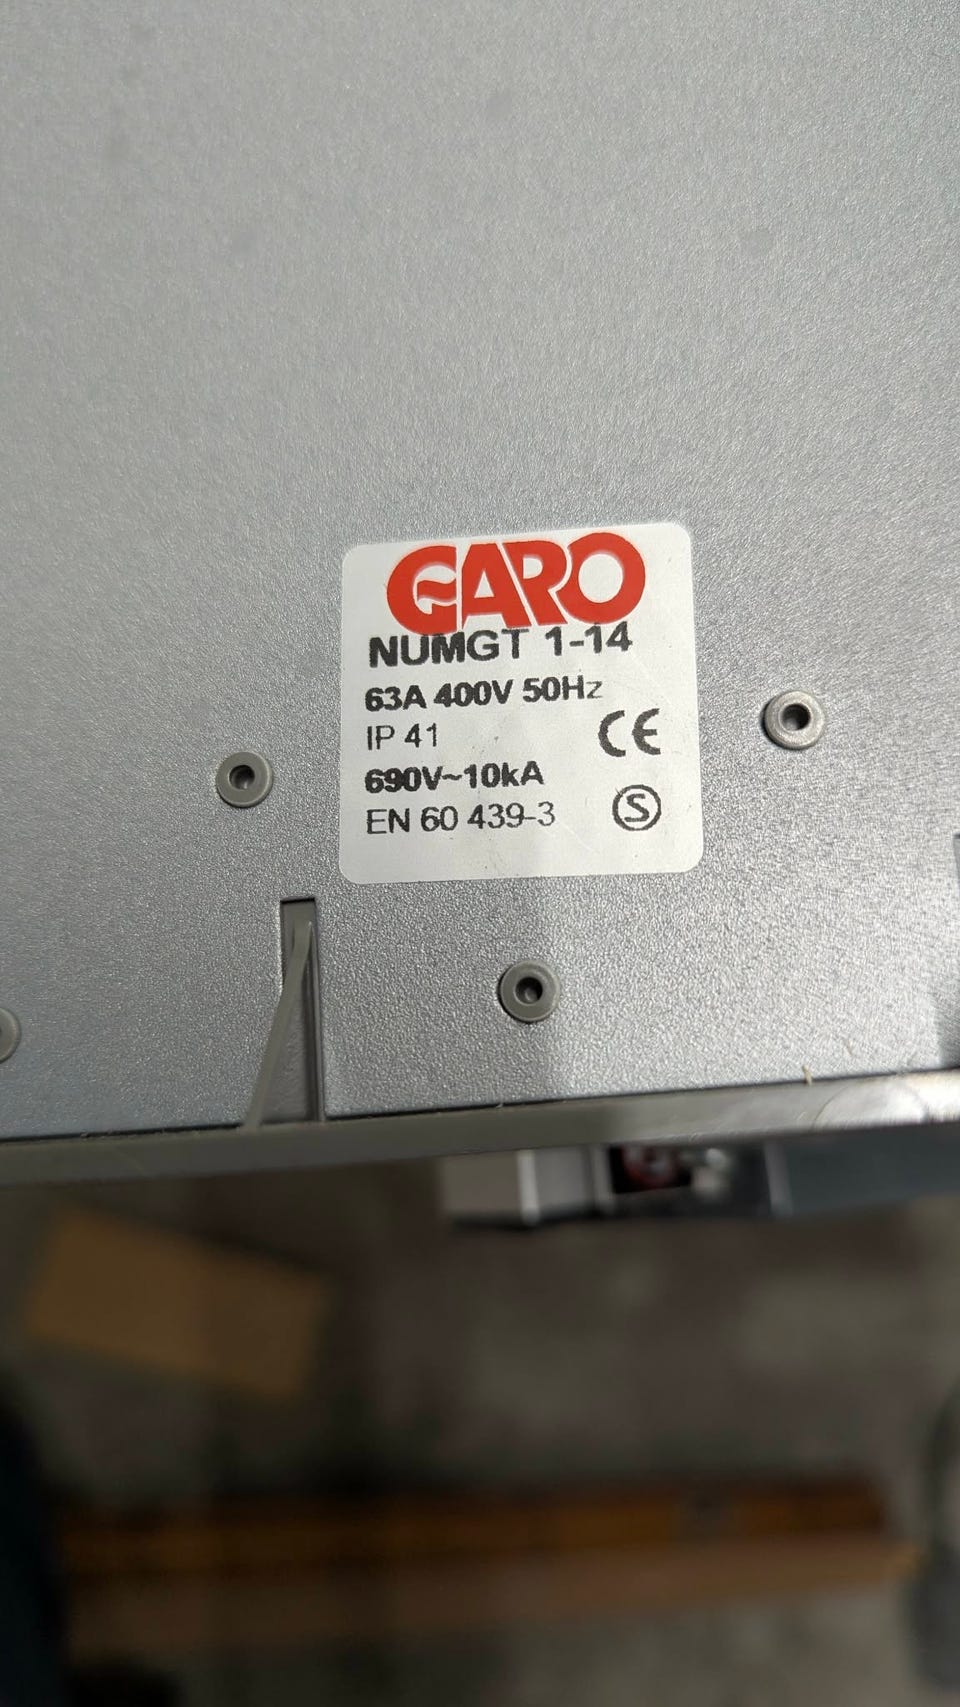 GARO
NUMGT 1-14
63A 400V 50Hz
IP 41
CE
690V~10kA
EN 60 439-3
S